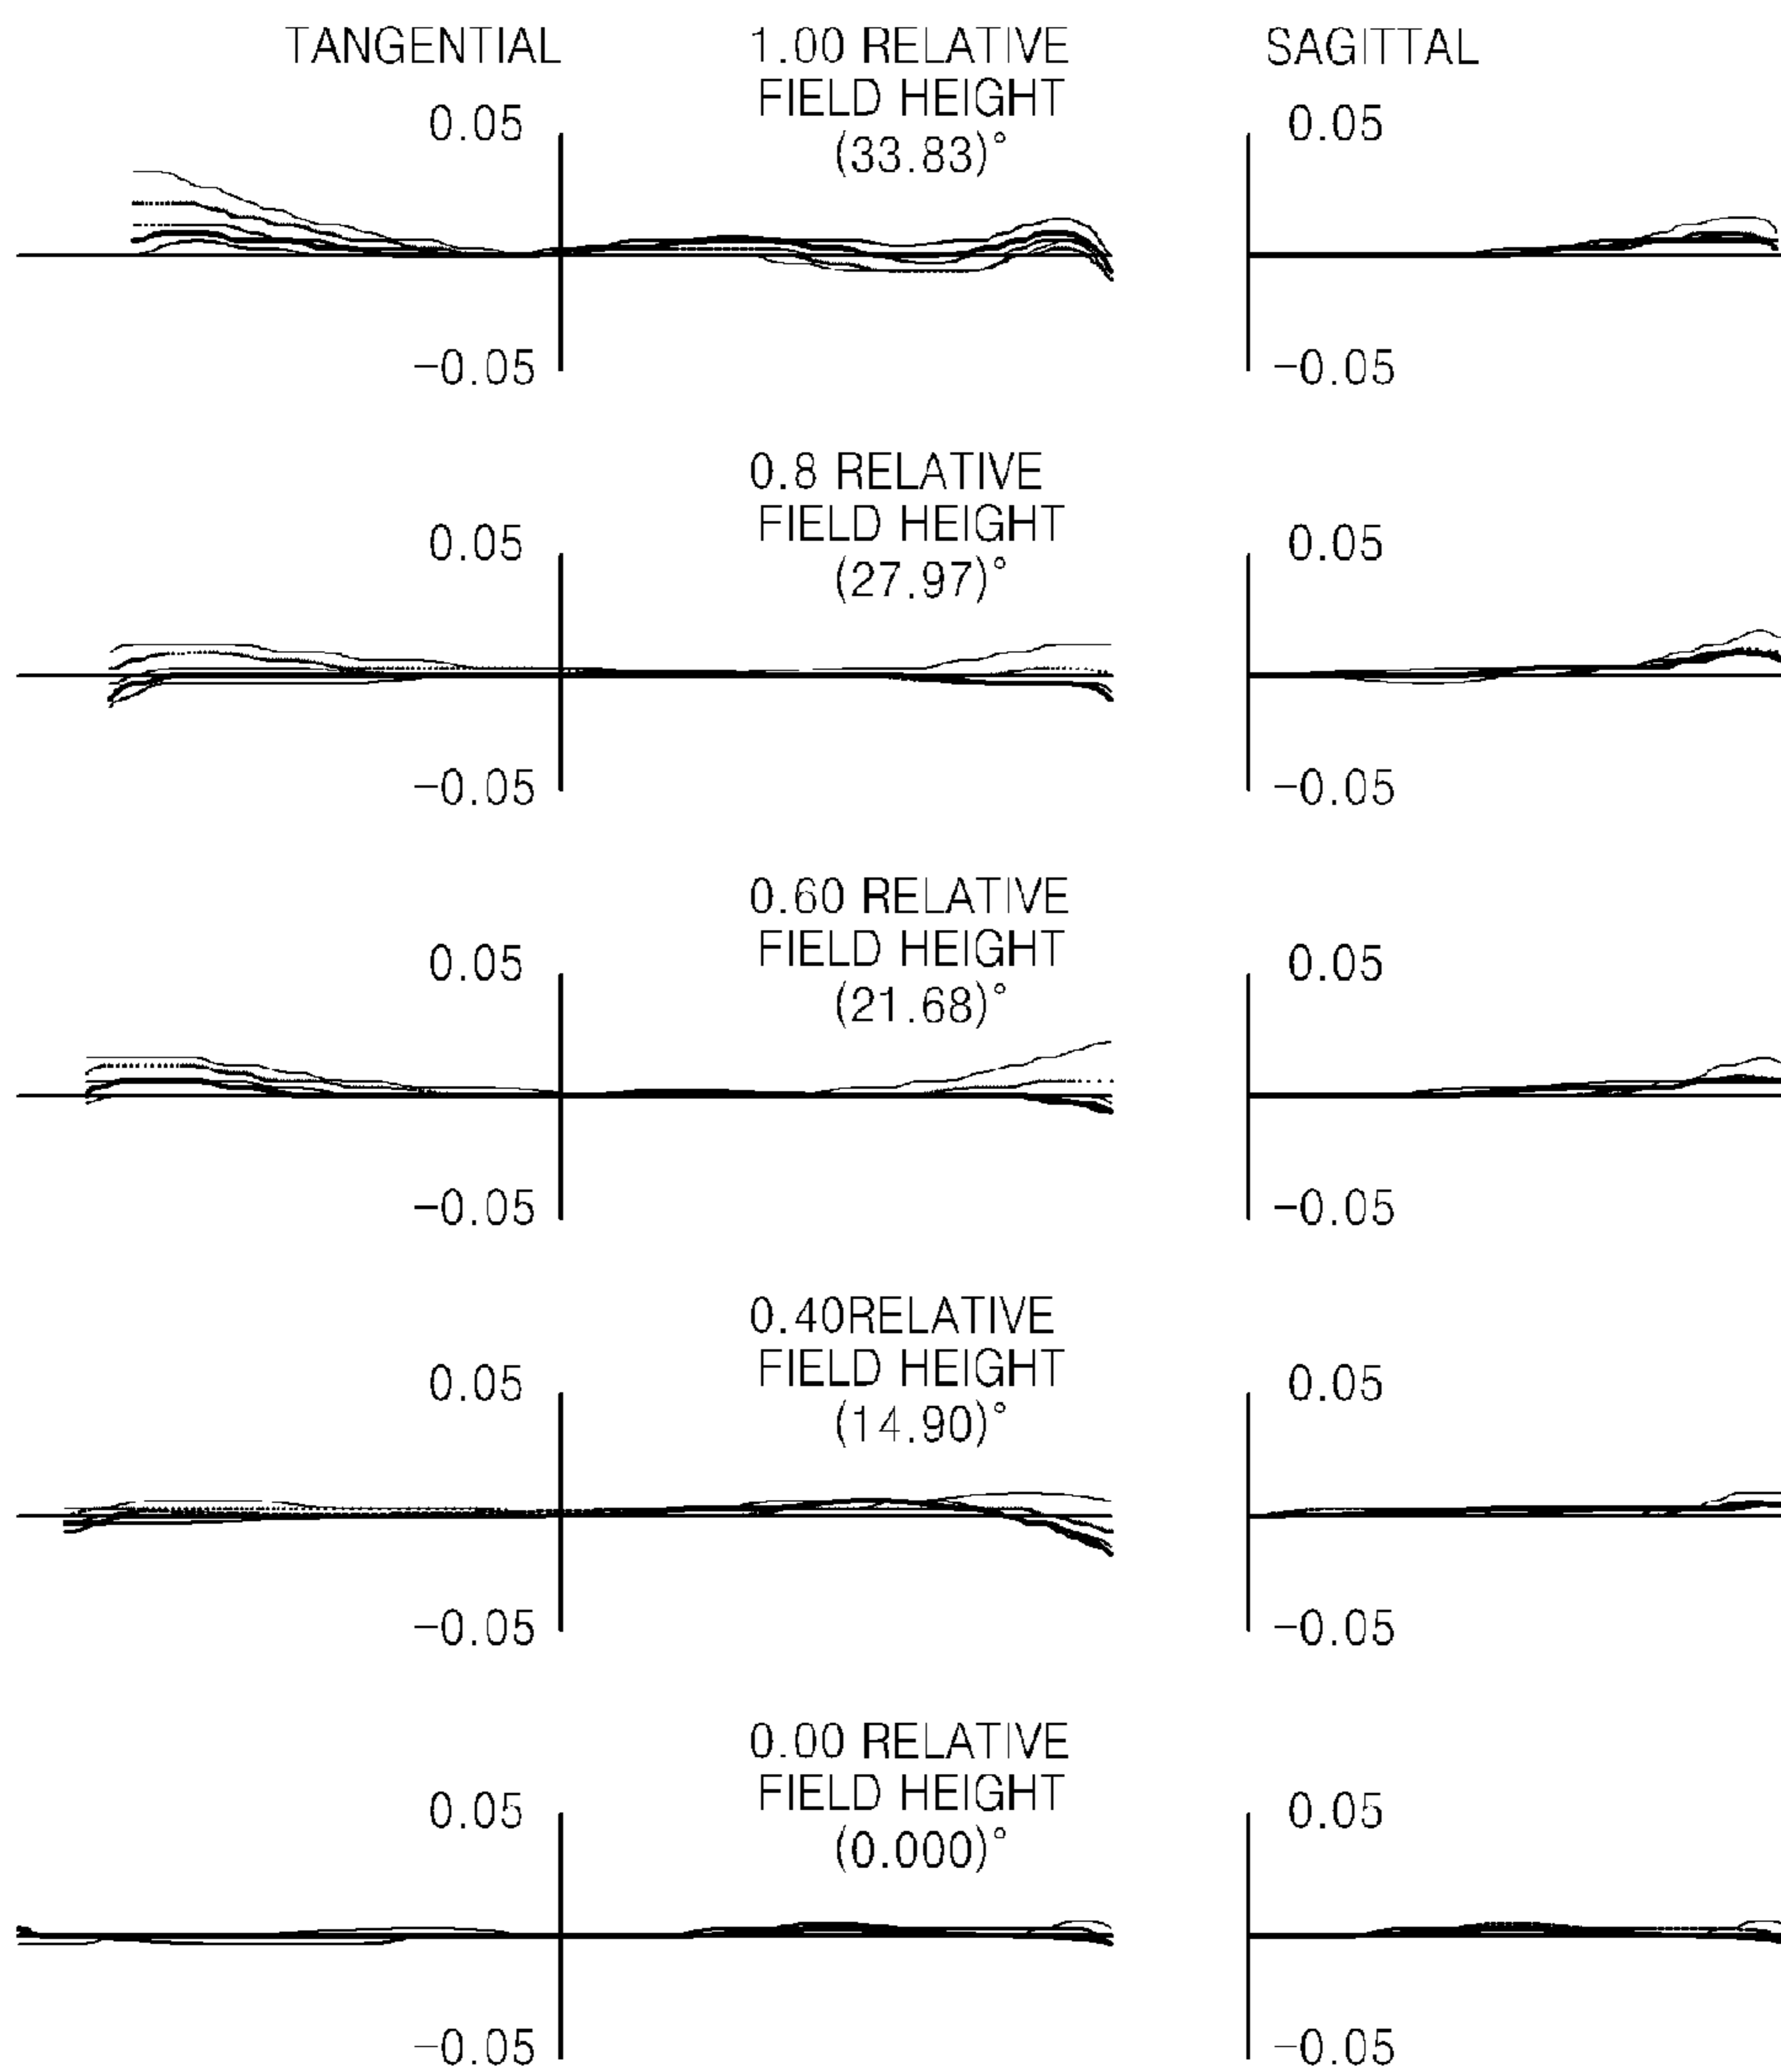 TANGENTIAL 1.00 RELATIVE SAGITTAL
FIELD HEIGHT
0.05 0.05
(33.83)°
-0.05 -0.05
0.8 RELATIVE
FIELD HEIGHT
0.05 0.05
(27.97)°
-0.05 -0.05
0.60 RELATIVE
FIELD HEIGHT
0.05 0.05
(21.68)°
-0.05 -0.05
0.40RELATIVE
FIELD HEIGHT
0.05 0.05
(14.90)°
-0.05 -0.05
0.00 RELATIVE
FIELD HEIGHT
0.05 0.05
(0.000)°
-0.05 -0.05